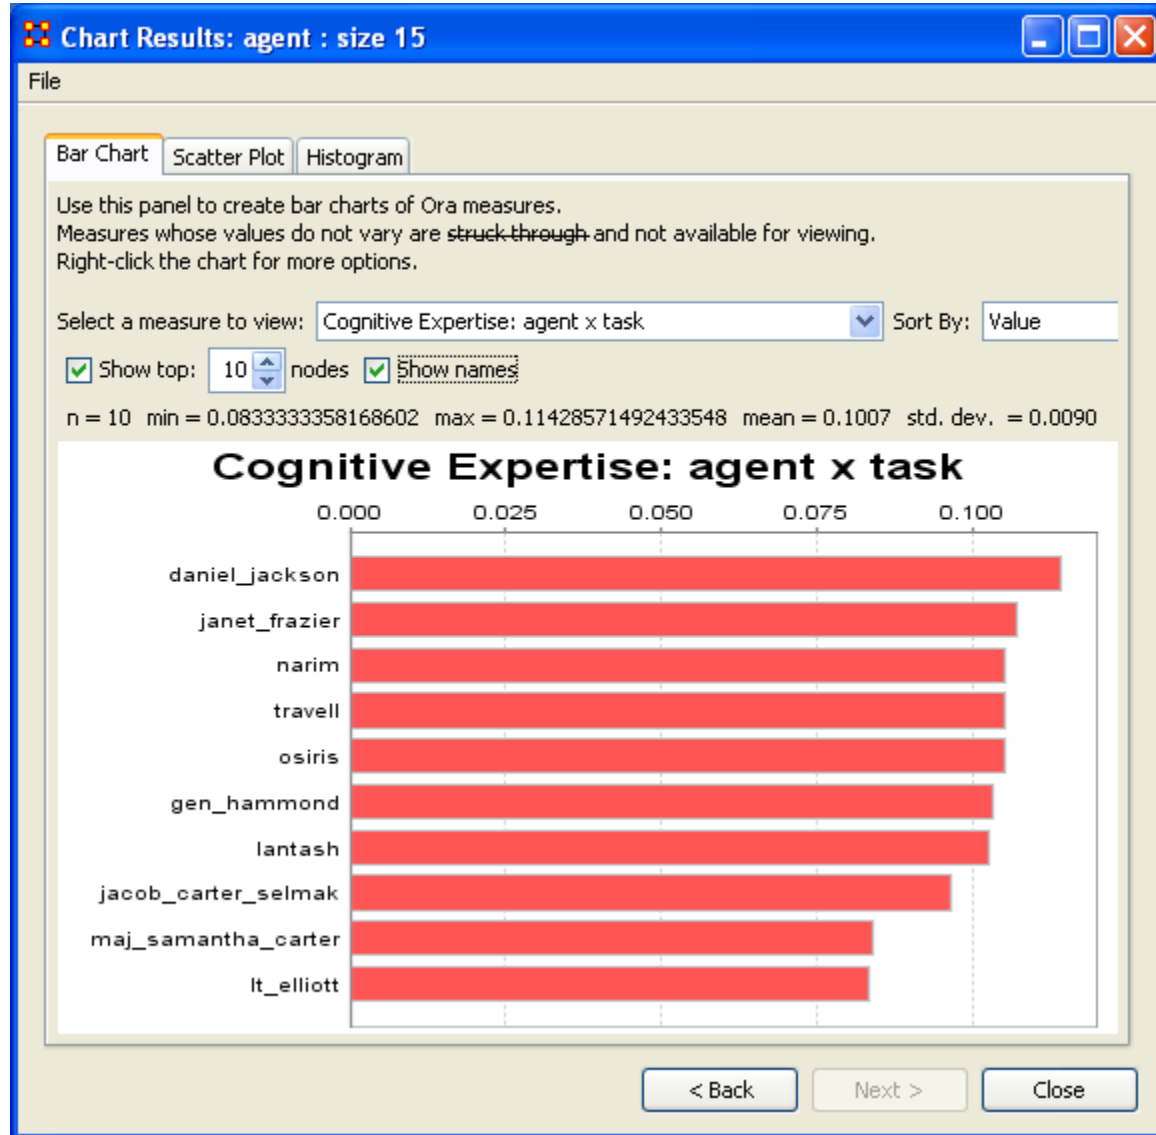 Chart Results: agent : size 15
File
Bar Chart Scatter Plot Histogram
Use this panel to create bar charts of Ora measures.
Measures whose values do not vary are struck through and not available for viewing.
Right-click the chart for more options.
Select a measure to view: Cognitive Expertise: agent x task Sort By: Value
Show top: 10 nodes Show names
n = 10 min = 0.0833333358168602 max = 0.11428571492433548 mean = 0.1007 std. dev. = 0.0090
Cognitive Expertise: agent x task
0.000 0.025 0.050 0.075 0.100
daniel_jackson
janet_frazier
narim
travell
osiris
gen_hammond
lantash
jacob_carter_selmak
maj_samantha_carter
lt_elliott
< Back Next > Close